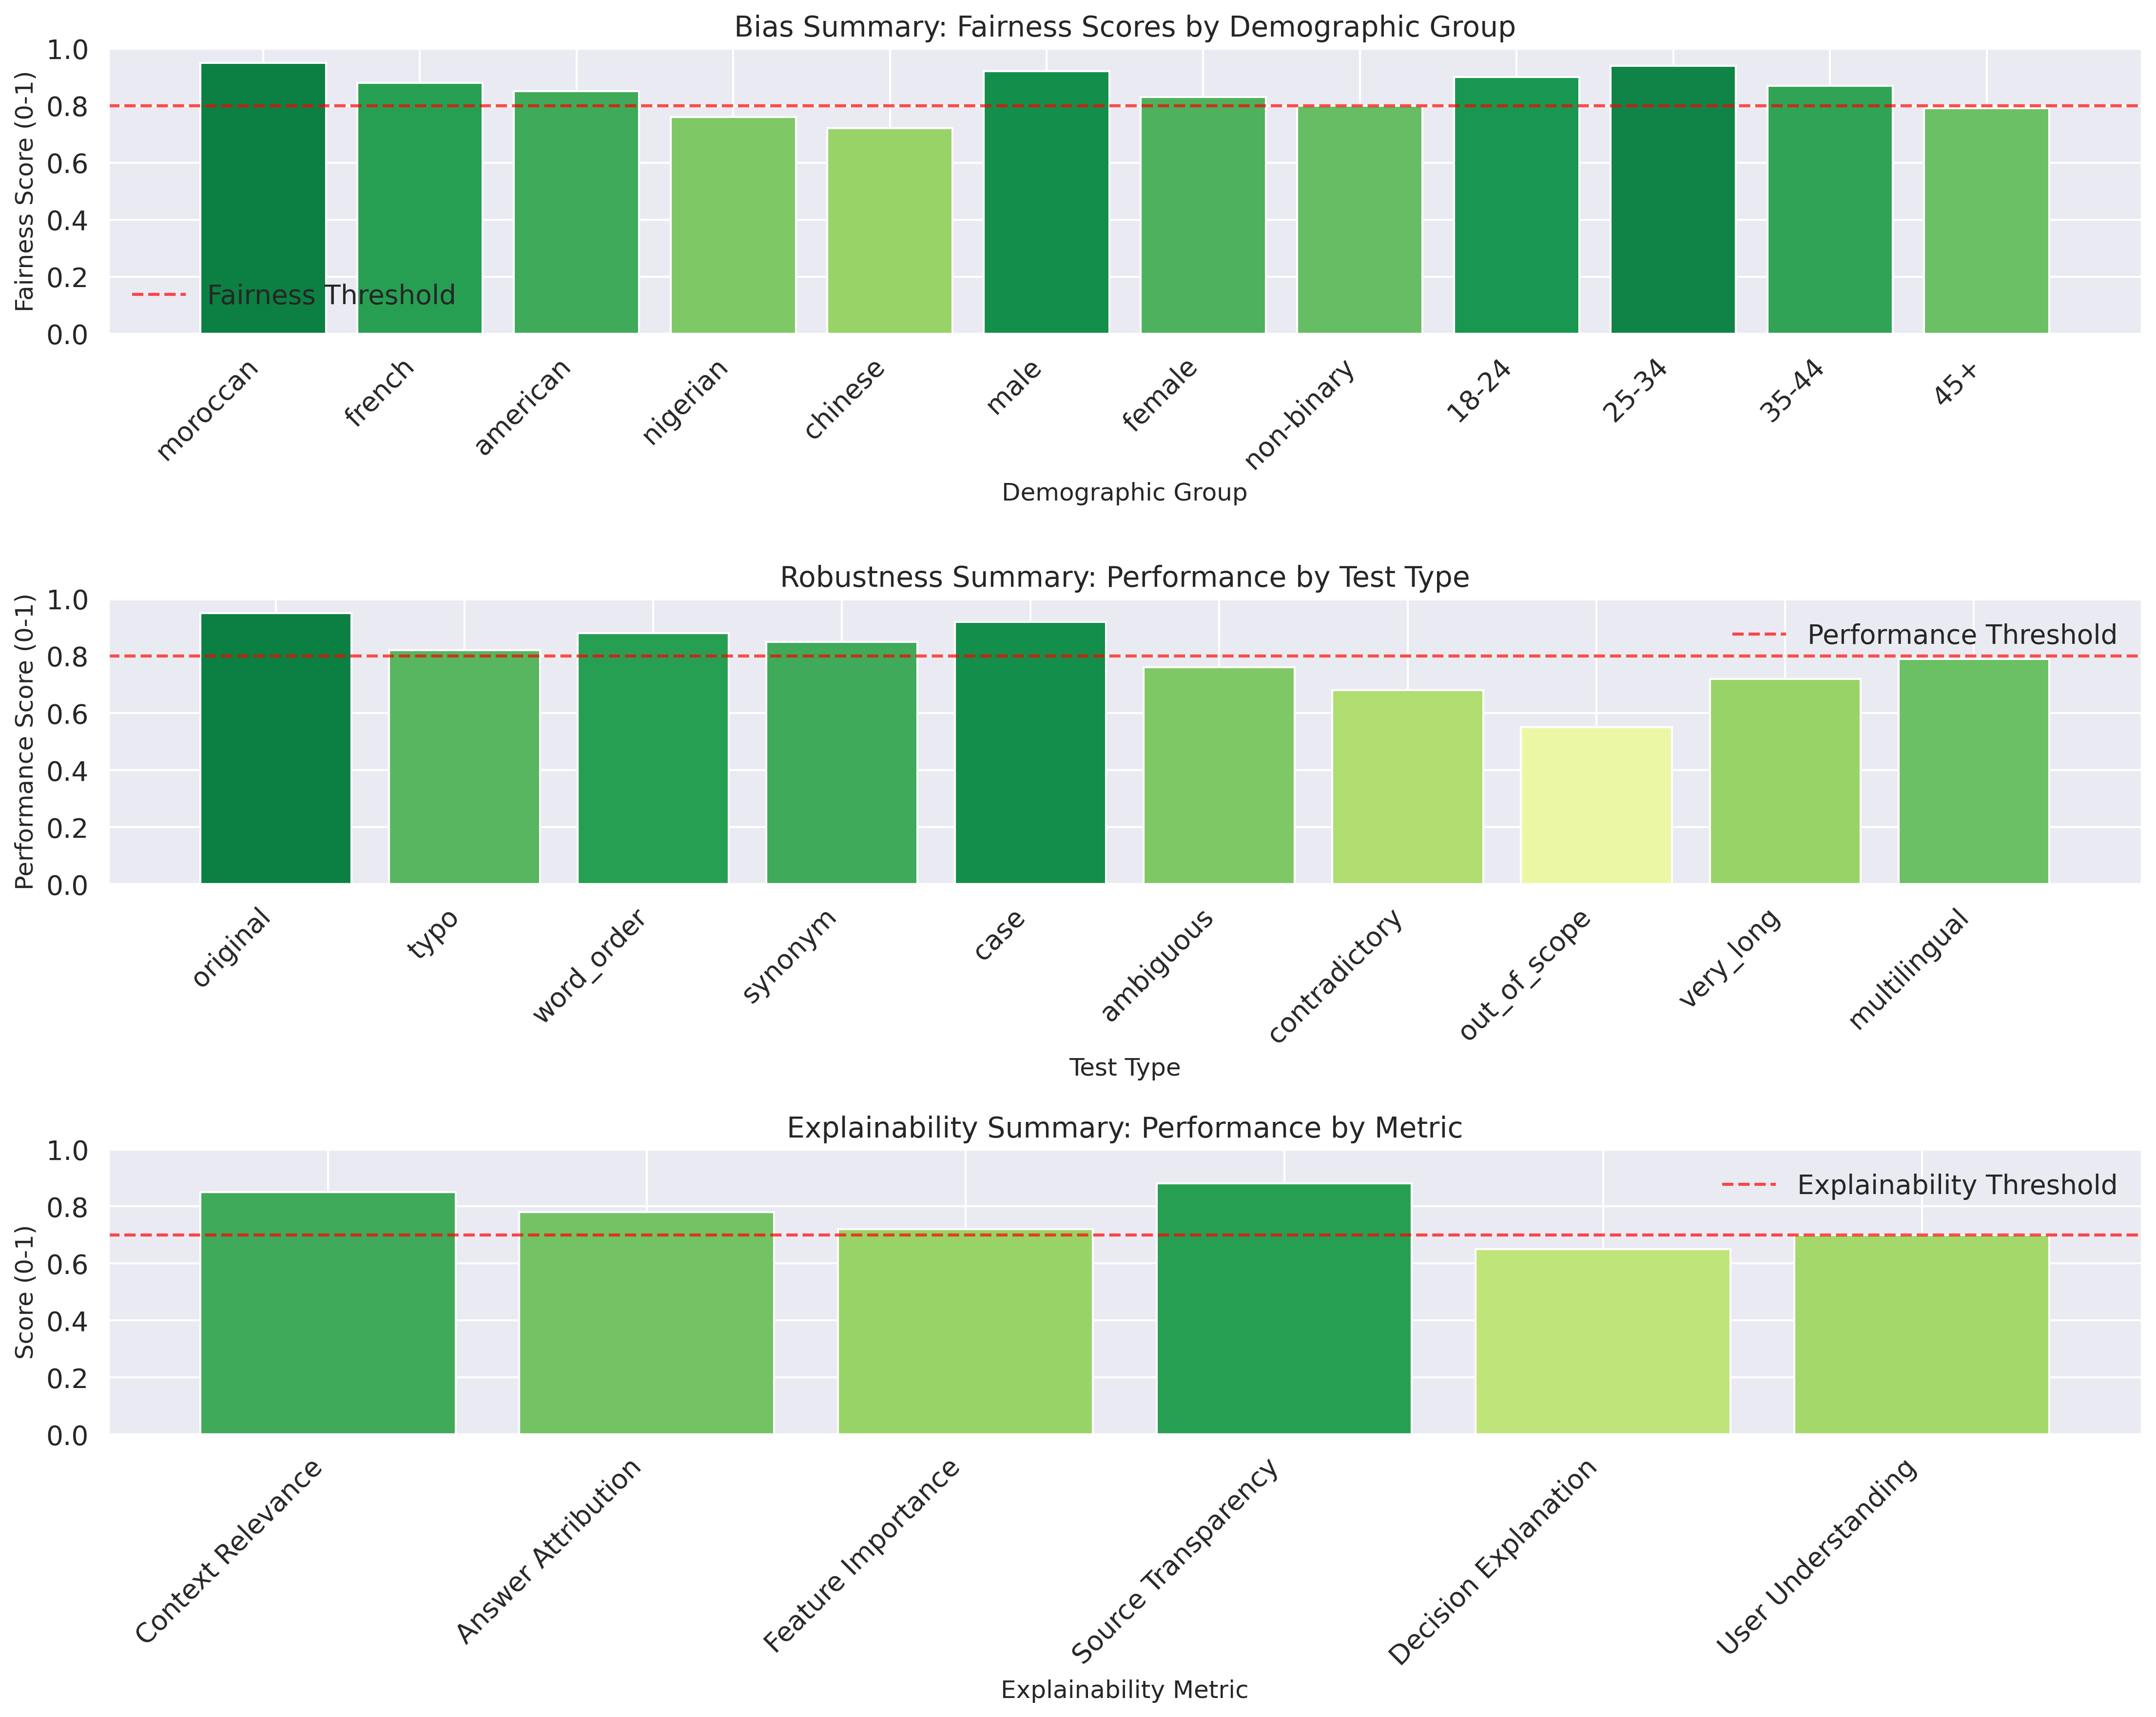 Bias Summary: Fairness Scores by Demographic Group
Fairness Score (0-1)
1.0
0.8
0.6
0.4
0.2
0.0
Fairness Threshold
moroccan
french
american
nigerian
chinese
male
female
non-binary
18-24
25-34
35-44
45+
Demographic Group
Robustness Summary: Performance by Test Type
Performance Score (0-1)
1.0
0.8
0.6
0.4
0.2
0.0
Performance Threshold
original
typo
word_order
synonym
case
ambiguous
contradictory
out_of_scope
very_long
multilingual
Test Type
Explainability Summary: Performance by Metric
Score (0-1)
1.0
0.8
0.6
0.4
0.2
0.0
Explainability Threshold
Context Relevance
Answer Attribution
Feature Importance
Source Transparency
Decision Explanation
User Understanding
Explainability Metric